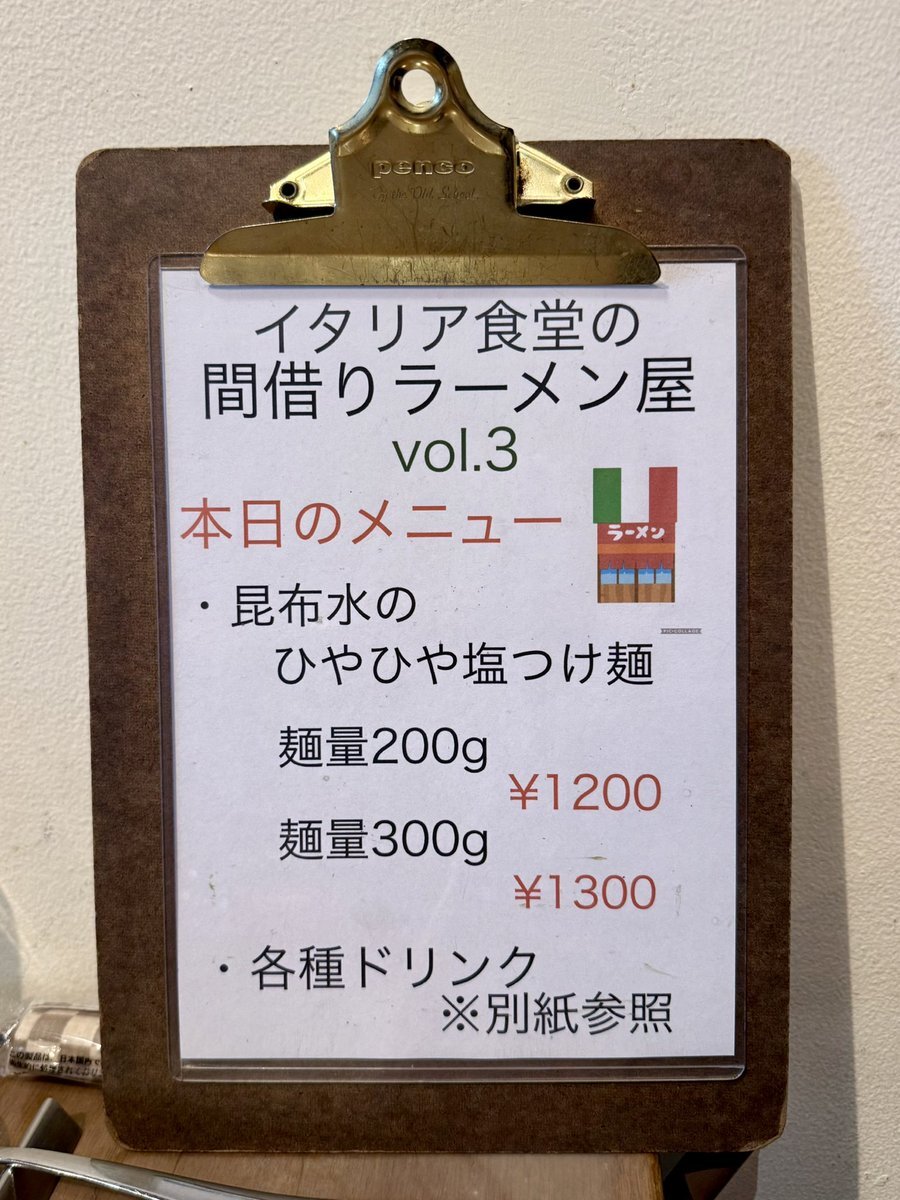 penco
イタリア食堂の
間借りラーメン屋
vol.3
本日のメニュー
ラーメン
PIC•COLLAGE
・昆布水の
ひやひや塩つけ麺
麺量200g
¥1200
麺量300g
¥1300
・各種ドリンク
※別紙参照